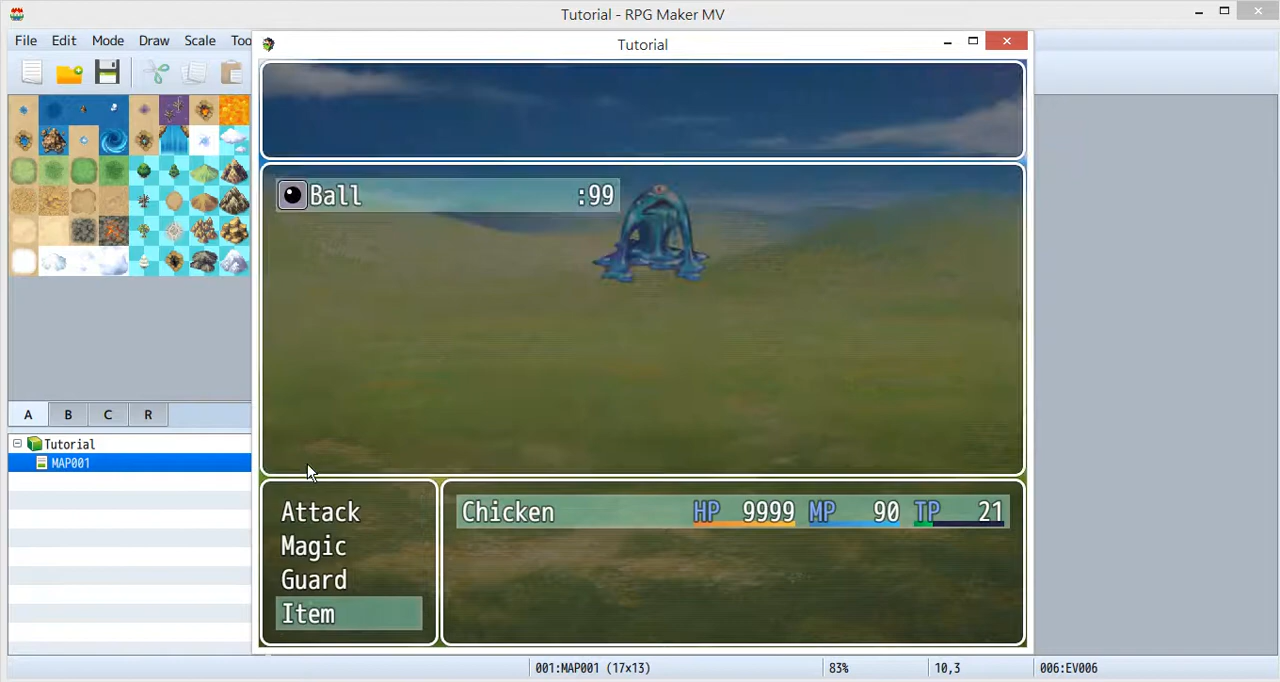 Tutorial - RPG Maker MV
File Edit Mode Draw Scale Too
Tutorial
Ball :99
A B C R
Tutorial
MAP001
Attack
Magic
Guard
Item
Chicken HP 9999 MP 90 TP 21
001:MAP001 (17x13) 83% 10,3 006:EV006